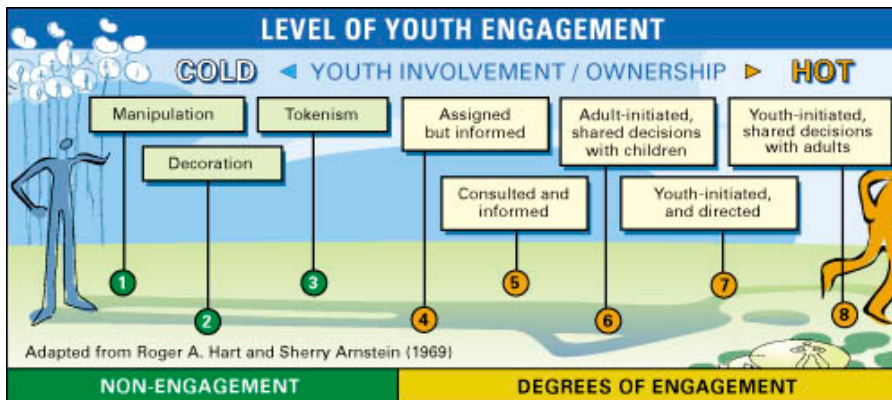 LEVEL OF YOUTH ENGAGEMENT
COLD ◄ YOUTH INVOLVEMENT / OWNERSHIP ► HOT
Manipulation
Decoration
Tokenism
Assigned
but informed
Consulted and
informed
Adult-initiated,
shared decisions
with children
Youth-initiated,
and directed
Youth-initiated,
shared decisions
with adults
1
2
3
4
5
6
7
8
Adapted from Roger A. Hart and Sherry Arnstein (1969)
NON-ENGAGEMENT
DEGREES OF ENGAGEMENT